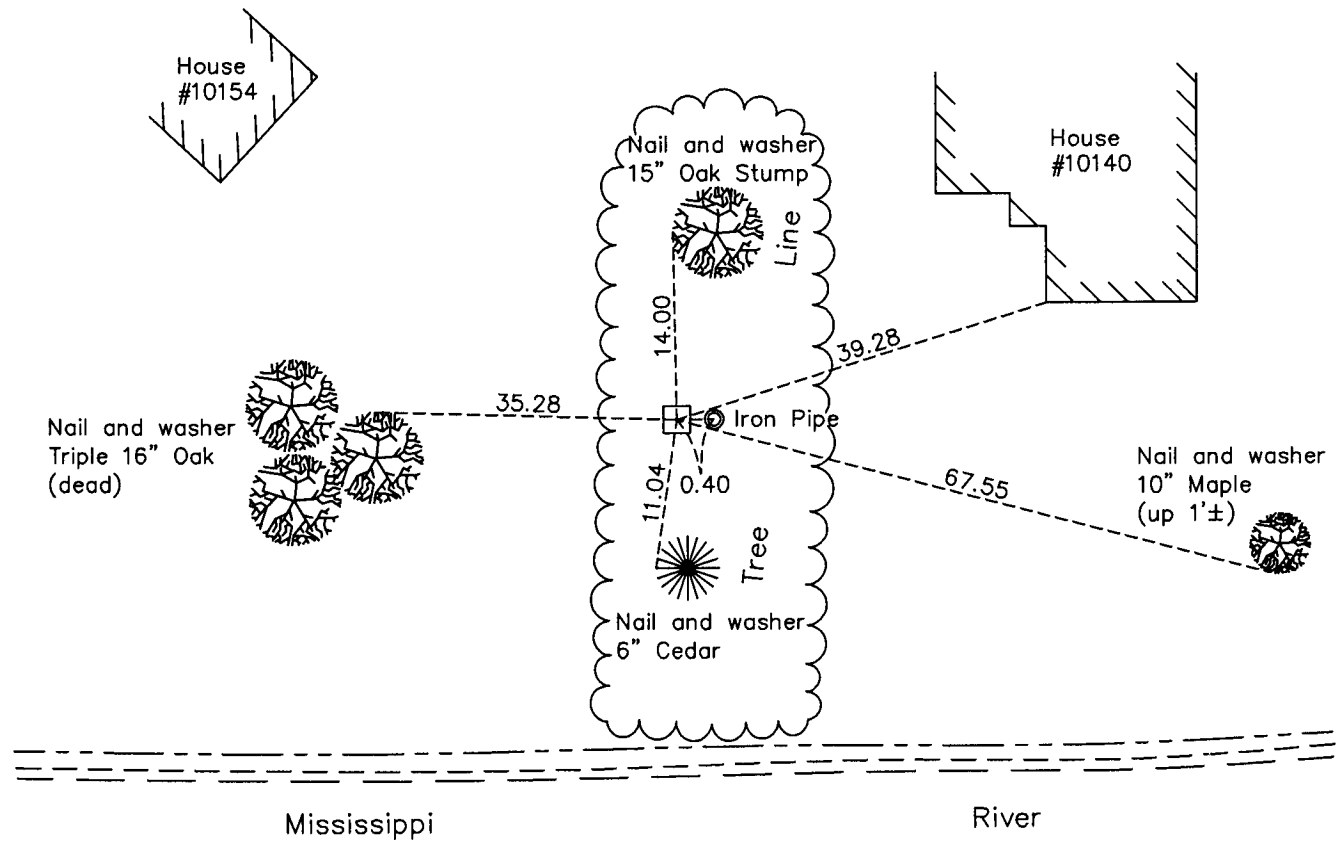 House
#10154
Nail and washer
15" Oak Stump
House
#10140
Line
14.00
39.28
35.28
Iron Pipe
Nail and washer
Triple 16" Oak
(dead)
11.04
0.40
67.55
Nail and washer
10" Maple
(up 1'±)
Tree
Nail and washer
6" Cedar
Mississippi
River